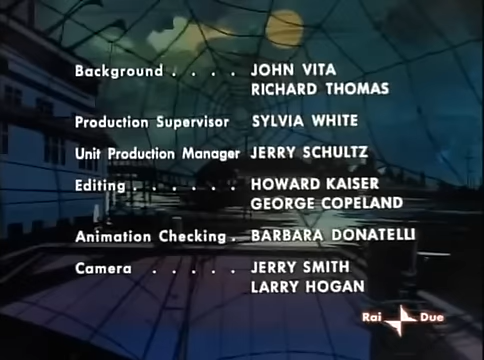 Background . . . . JOHN VITA
RICHARD THOMAS
Production Supervisor SYLVIA WHITE
Unit Production Manager JERRY SCHULTZ
Editing . . . . . . HOWARD KAISER
GEORGE COPELAND
Animation Checking . BARBARA DONATELLI
Camera . . . . . JERRY SMITH
LARRY HOGAN
Rai Due